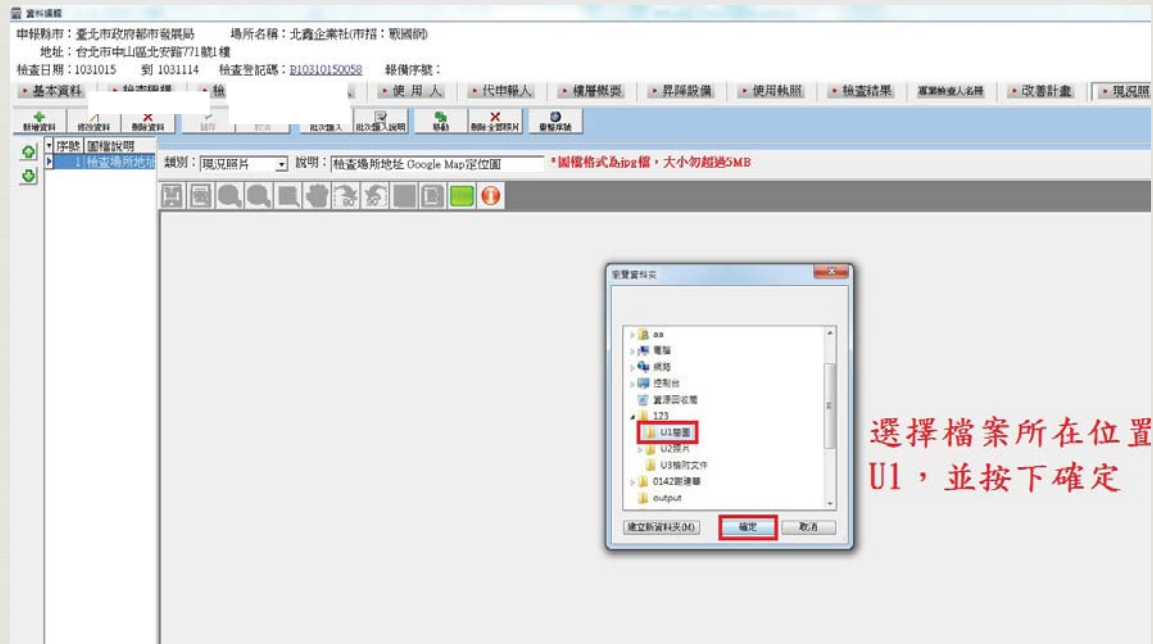 資料編輯
申報縣市：臺北市政府都市發展局 場所名稱：北鑫企業社(市招：戰國網)
地址：台北市中山區北安路771號1樓
檢查日期：1031015 到 1031114 檢查登記碼：B10310150058 報備序號：
基本資料 檢查機構 檢 使用人 代申報人 樓層概要 昇降設備 使用執照 檢查結果 專業檢查人名冊 改善計畫 現況照
新增資料 修改資料 刪除資料 儲存 取消 批次匯入 批次匯入說明 移動 刪除全部照片 重整序號
序號 圖檔說明
1 檢查場所地址
類別：現況照片 說明：檢查場所地址 Google Map定位圖 *圖檔格式為jpg檔，大小勿超過5MB
瀏覽資料夾
aa
電腦
網路
控制台
資源回收筒
123
U1簡圖
U2照片
U3檢附文件
output
建立新資料夾(M) 確定 取消
選擇檔案所在位置
U1，並按下確定